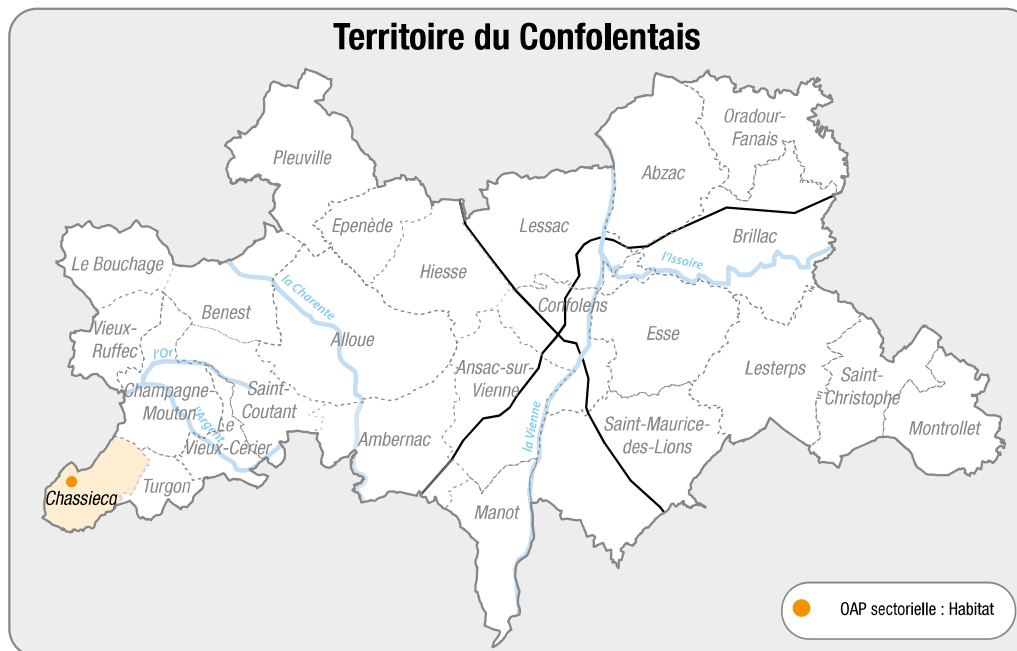 Territoire du Confolentais
Oradour-
Fanais
Pleuville
Abzac
Epenède
Lessac
Brillac
Le Bouchage
l'Issoire
Hiesse
la Charente
Benest
Confolens
Vieux-
Ruffec
Alloue
Esse
l'Or
Ansac-sur-
Vienne
Lesterps
Saint-
Christophe
Champagne-
Mouton
Saint-
Coutant
l'Argent
Le
Vieux-Cérier
Ambernac
la Vienne
Saint-Maurice-
des-Lions
Montrollet
Turgon
Chassiecq
Manot
OAP sectorielle : Habitat